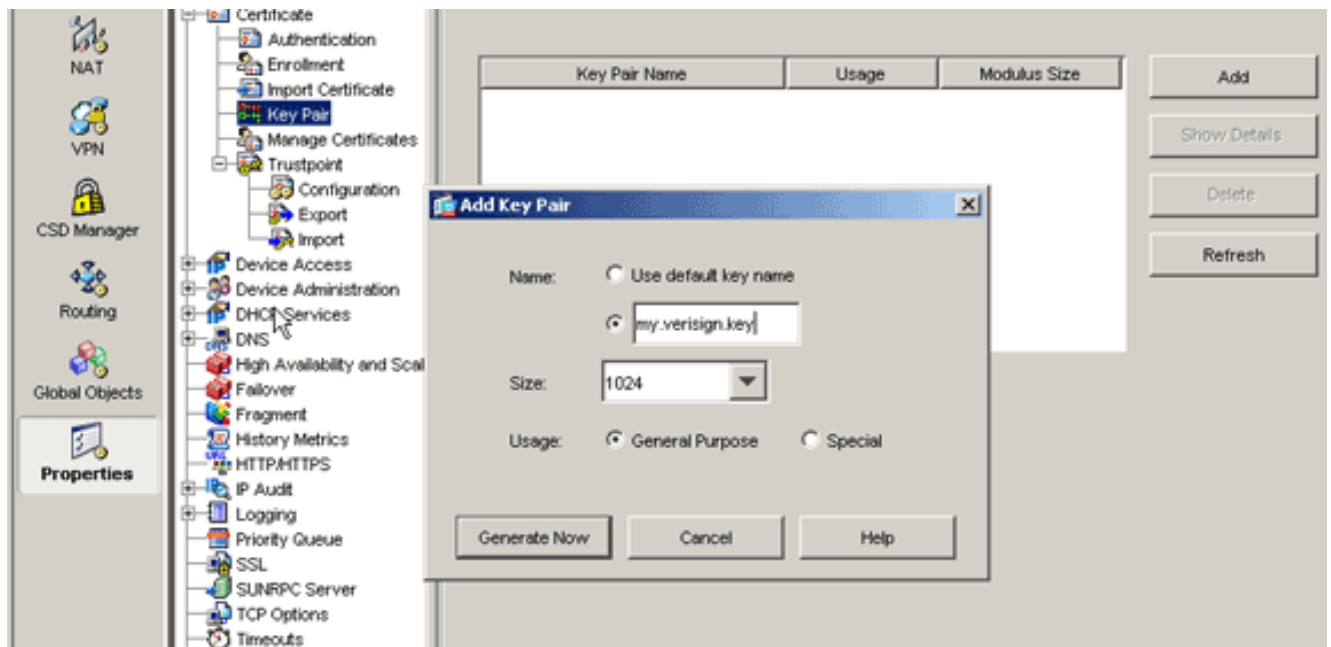 NAT
VPN
CSD Manager
Routing
Global Objects
Properties
Certificate
Authentication
Enrollment
Import Certificate
Key Pair
Manage Certificates
Trustpoint
Configuration
Export
Import
Device Access
Device Administration
DHCP Services
DNS
High Availability and Scal
Failover
Fragment
History Metrics
HTTP/HTTPS
IP Audit
Logging
Priority Queue
SSL
SUNRPC Server
TCP Options
Timeouts
Key Pair Name Usage Modulus Size
Add
Show Details
Delete
Refresh
Add Key Pair
Name: Use default key name
my.verisign.key
Size: 1024
Usage: General Purpose Special
Generate Now Cancel Help